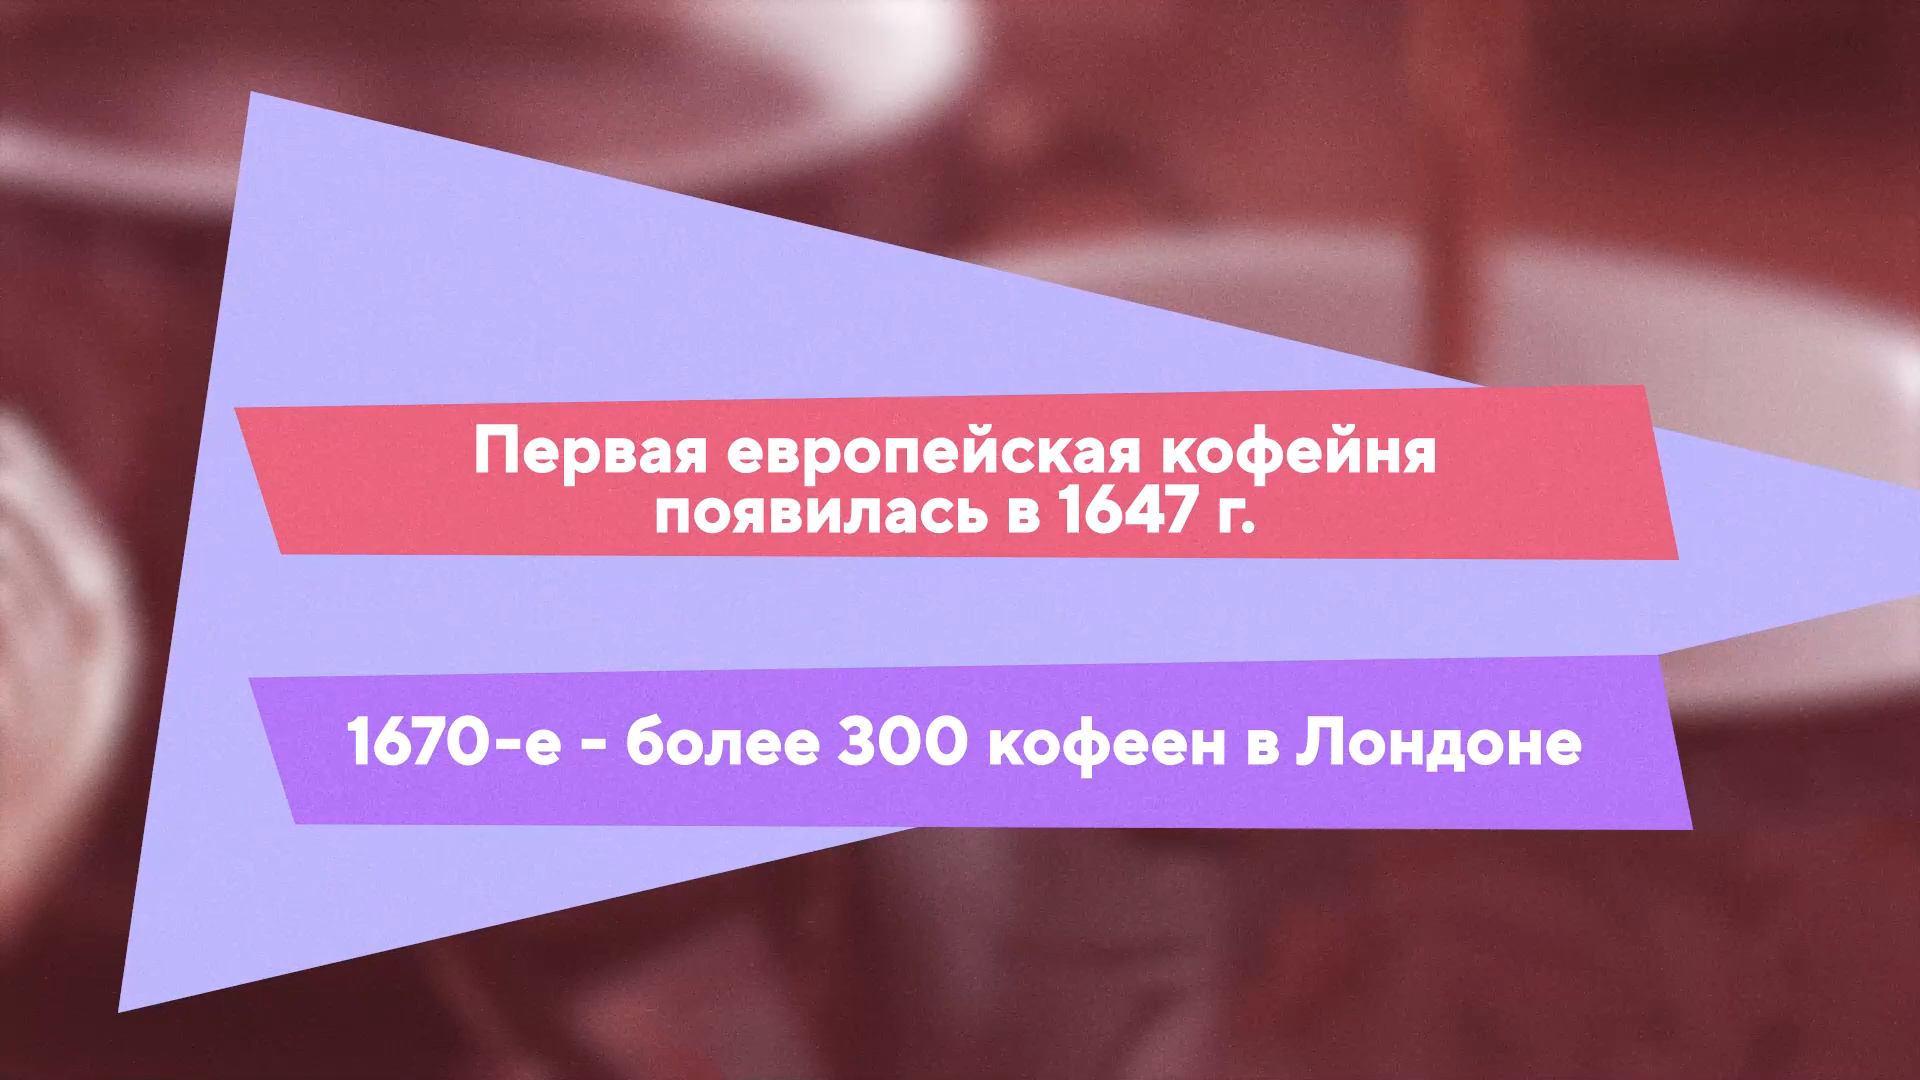 Первая европейская кофейня
появилась в 1647 г.
1670-е - более 300 кофеен в Лондоне